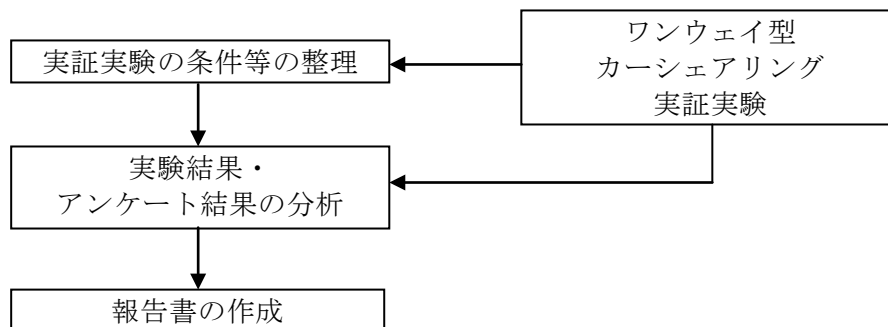 ワンウェイ型
カーシェアリング
実証実験
実証実験の条件等の整理
実験結果・
アンケート結果の分析
報告書の作成